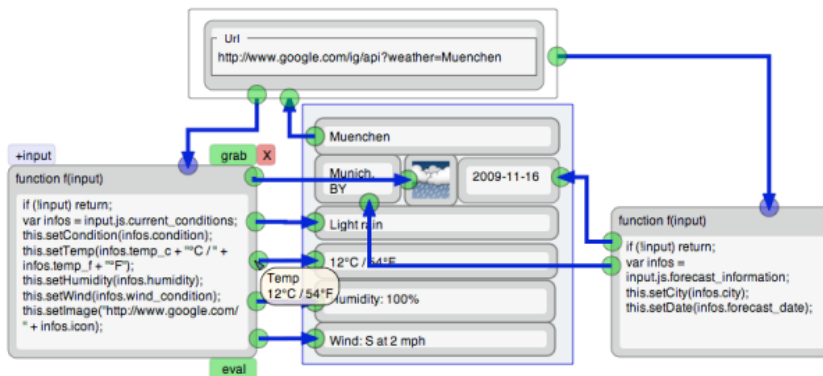 Url
http://www.google.com/ig/api?weather=Muenchen
Muenchen
Munich,
BY
2009-11-16
Light rain
12°C / 54°F
Humidity: 100%
Wind: S at 2 mph
+input
grab
X
function f(input)
if (!input) return;
var infos = input.js.current_conditions;
this.setCondition(infos.condition);
this.setTemp(infos.temp_c + "°C / " +
infos.temp_f + "°F");
this.setHumidity(infos.humidity);
this.setWind(infos.wind_condition);
this.setImage("http://www.google.com/
" + infos.icon);
eval
Temp
12°C / 54°F
function f(input)
if (!input) return;
var infos =
input.js.forecast_information;
this.setCity(infos.city);
this.setDate(infos.forecast_date);